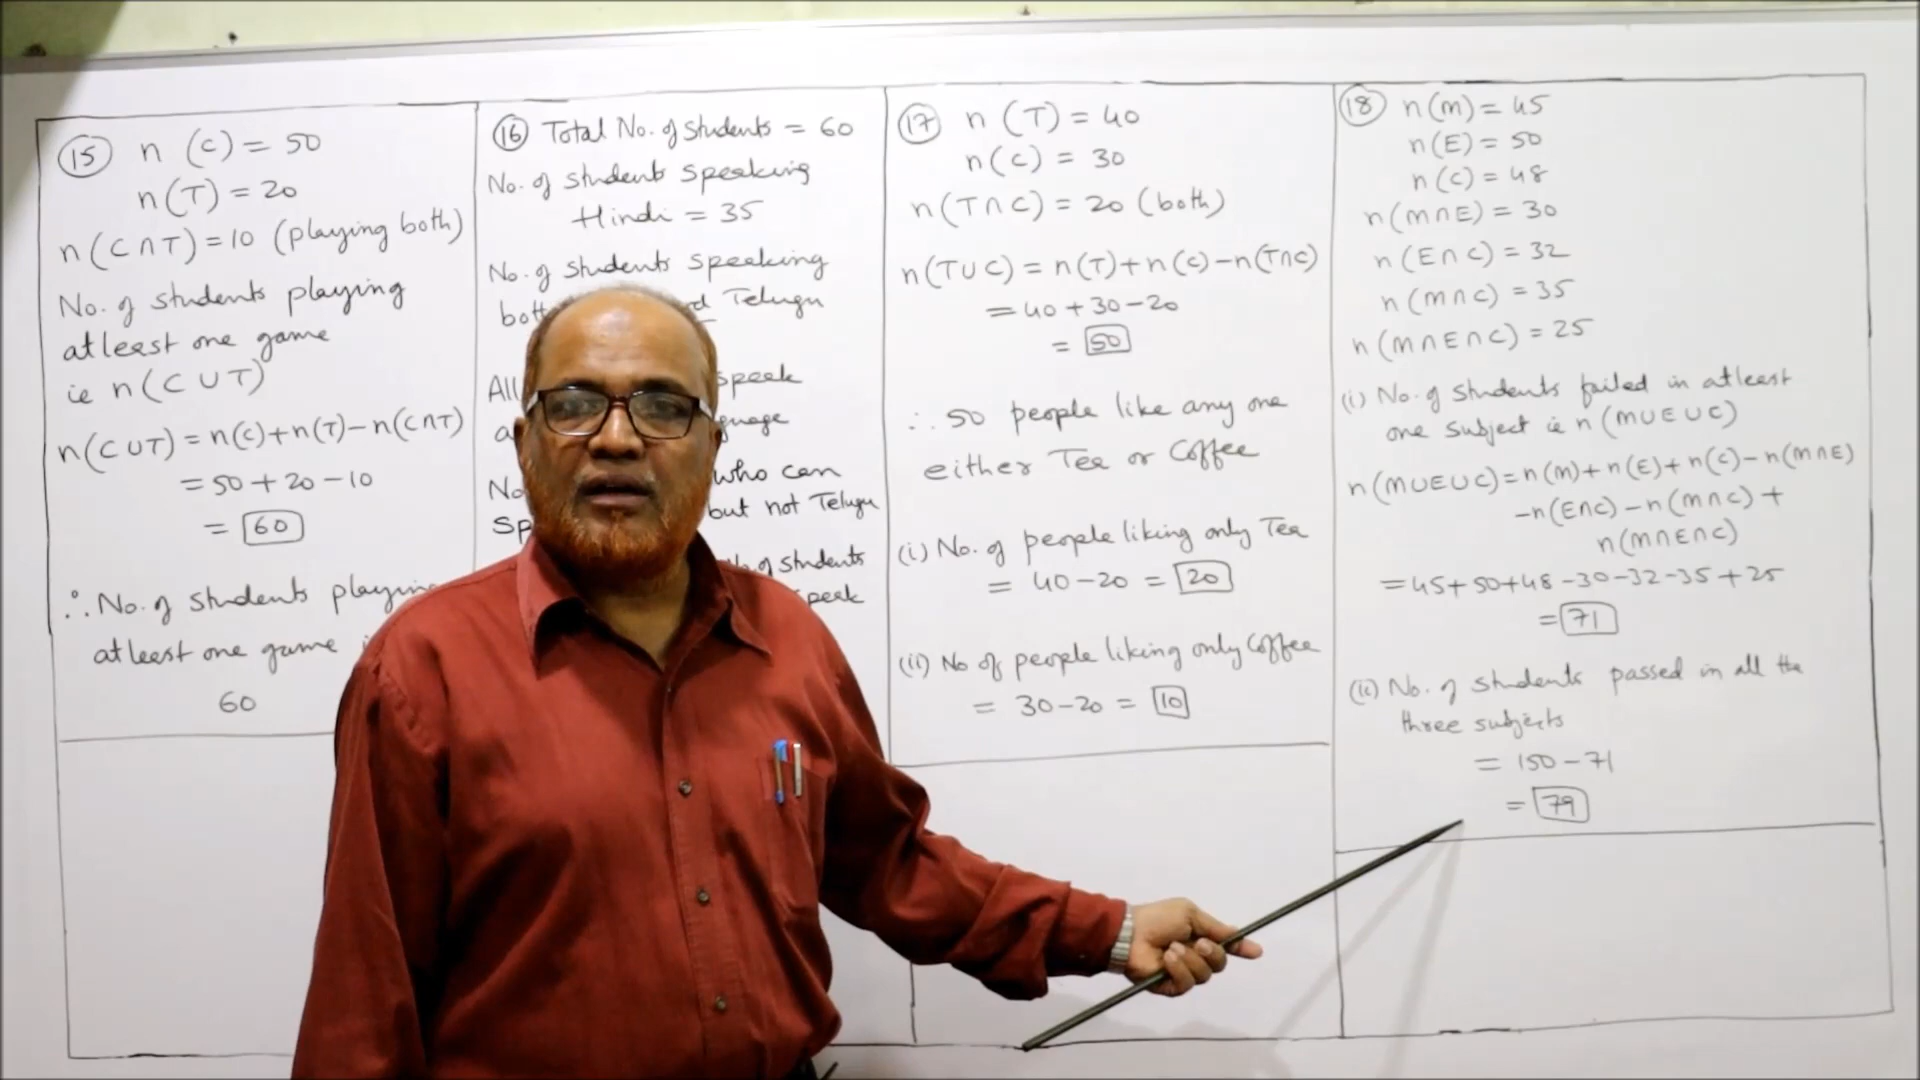 15 n (C) = 50
n(T) = 20
n(C∩T) = 10 (playing both)
No. of students playing
atleast one game
ie n(C∪T)
n(C∪T) = n(C)+n(T)-n(C∩T)
= 50 + 20 - 10
= 60
∴ No. of students playing
atleast one game
60
16 Total No. of students = 60
No. of students speaking
Hindi = 35
No. of students speaking
Telugu
All speak
a
No who can
Sp but not Telugu
of students
speak
17 n (T) = 40
n(C) = 30
n(T∩C) = 20 (both)
n(T∪C) = n(T)+n(C)-n(T∩C)
= 40 + 30 - 20
= 50
∴ 50 people like any one
either Tea or Coffee
(i) No. of people liking only Tea
= 40-20 = 20
(ii) No of people liking only Coffee
= 30-20 = 10
18 n(M) = 45
n(E) = 50
n(C) = 48
n(M∩E) = 30
n(E∩C) = 32
n(M∩C) = 35
n(M∩E∩C) = 25
(i) No. of students failed in atleast
one subject ie n(M∪E∪C)
n(M∪E∪C) = n(M)+n(E)+n(C)-n(M∩E)
-n(E∩C)-n(M∩C)+
n(M∩E∩C)
= 45+50+48-30-32-35+25
= 71
(ii) No. of students passed in all the
three subjects
= 150-71
= 79